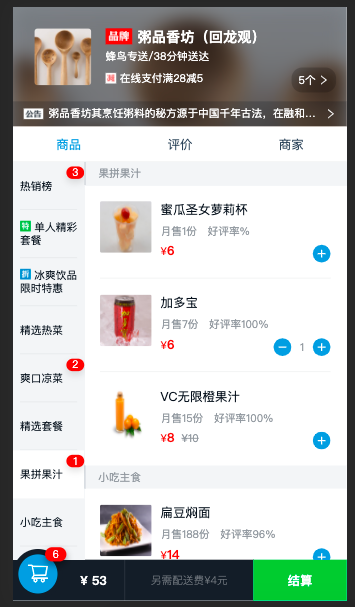 品牌 粥品香坊（回龙观）
蜂鸟专送/38分钟送达
减 在线支付满28减5
5个 >
公告 粥品香坊其烹饪粥料的秘方源于中国千年古法，在融和... >
商品 评价 商家
热销榜 3
特 单人精彩
套餐
折 冰爽饮品
限时特惠
精选热菜
爽口凉菜 2
精选套餐
果拼果汁 1
小吃主食
果拼果汁
蜜瓜圣女萝莉杯
月售1份 好评率%
¥6
加多宝
月售7份 好评率100%
¥6
1
VC无限橙果汁
月售15份 好评率100%
¥8 ¥10
小吃主食
扁豆焖面
月售188份 好评率96%
¥14
6
¥ 53
另需配送费¥4元
结算